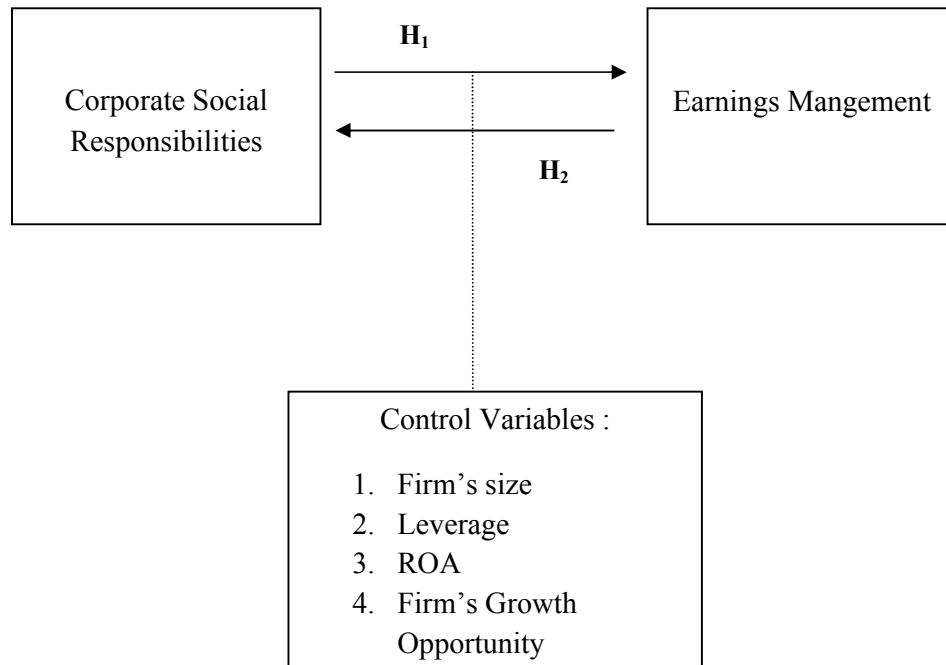 H₁
Corporate Social
Responsibilities
Earnings Mangement
H₂
Control Variables :
1. Firm’s size
2. Leverage
3. ROA
4. Firm’s Growth
Opportunity